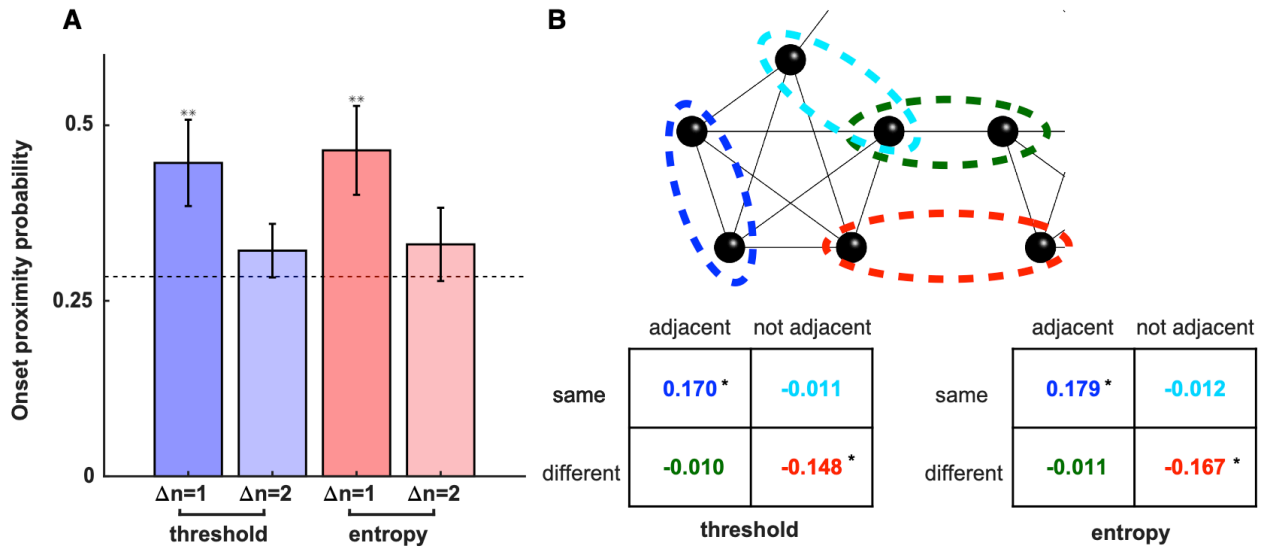 A
Onset proximity probability
0.5
0.25
0
**
**
Δn=1 Δn=2 Δn=1 Δn=2
threshold entropy
B
adjacent not adjacent
same 0.170 * -0.011
different -0.010 -0.148 *
threshold
adjacent not adjacent
same 0.179 * -0.012
different -0.011 -0.167 *
entropy